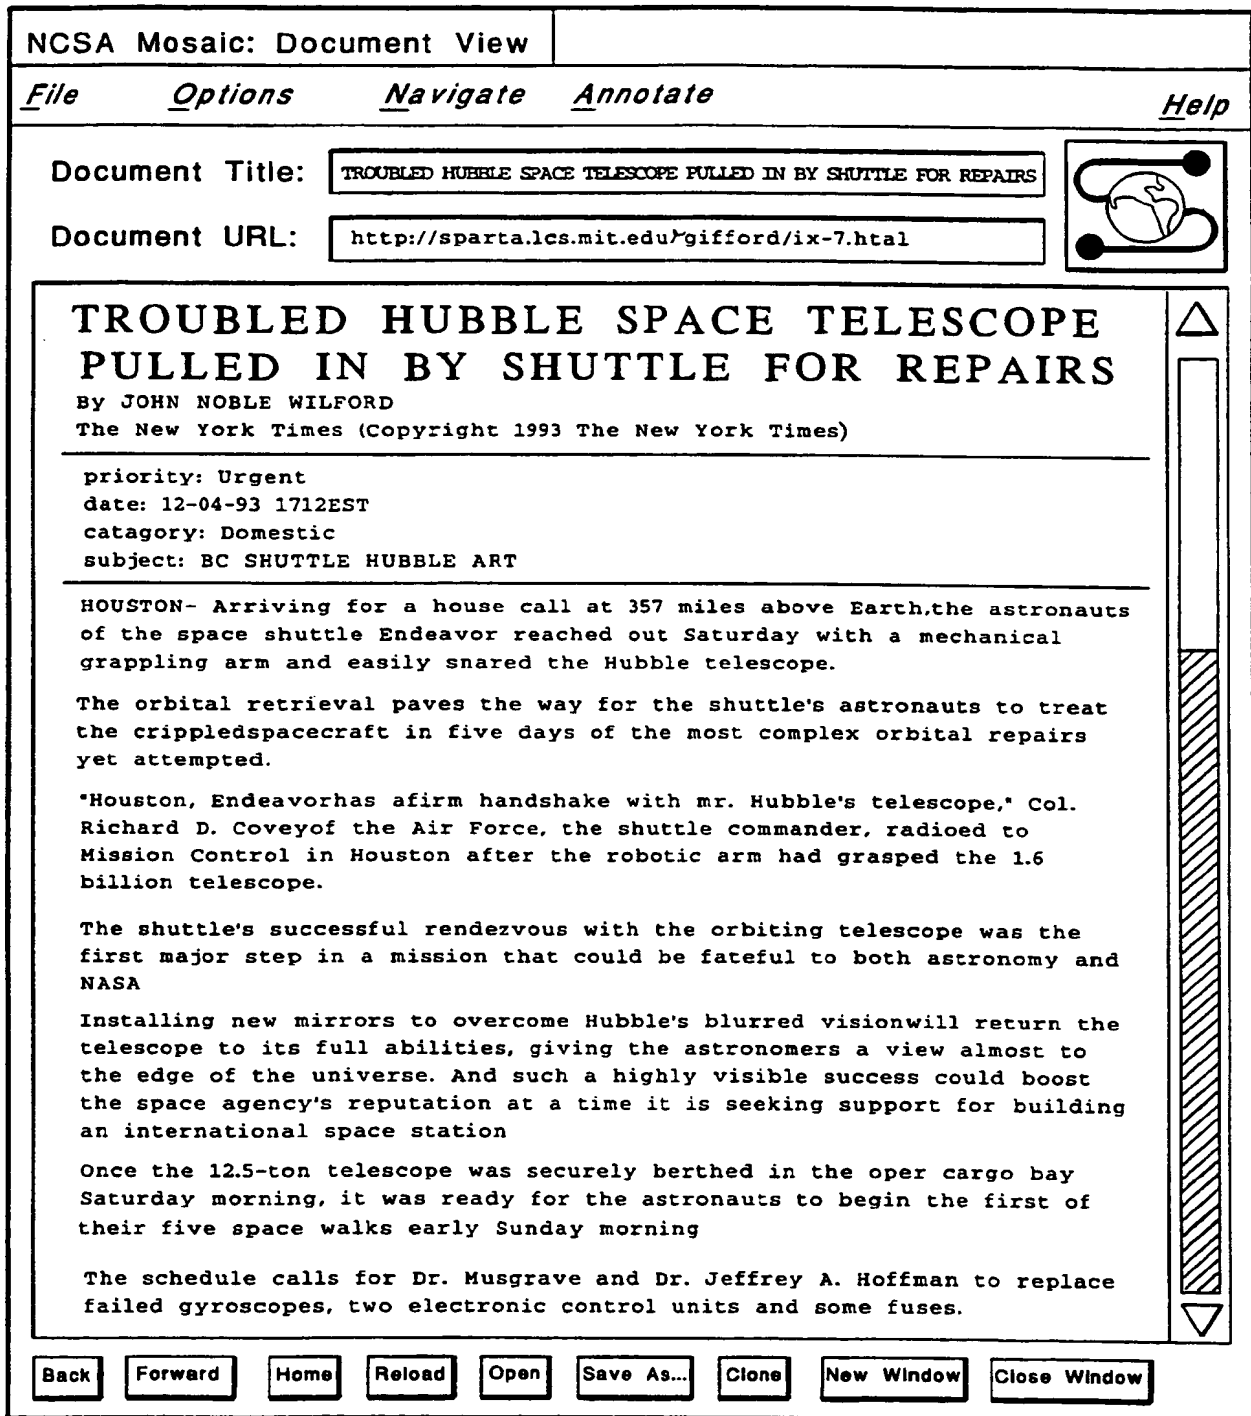 NCSA Mosaic: Document View
File Options Navigate Annotate Help
Document Title: TROUBLED HUBBLE SPACE TELESCOPE PULLED IN BY SHUTTLE FOR REPAIRS
Document URL: http://sparta.lcs.mit.edu/~gifford/ix-7.htal
TROUBLED HUBBLE SPACE TELESCOPE
PULLED IN BY SHUTTLE FOR REPAIRS
By JOHN NOBLE WILFORD
The New York Times (Copyright 1993 The New York Times)
priority: Urgent
date: 12-04-93 1712EST
catagory: Domestic
subject: BC SHUTTLE HUBBLE ART
HOUSTON- Arriving for a house call at 357 miles above Earth,the astronauts
of the space shuttle Endeavor reached out Saturday with a mechanical
grappling arm and easily snared the Hubble telescope.
The orbital retrieval paves the way for the shuttle's astronauts to treat
the crippledspacecraft in five days of the most complex orbital repairs
yet attempted.
"Houston, Endeavorhas afirm handshake with mr. Hubble's telescope," Col.
Richard D. Coveyof the Air Force, the shuttle commander, radioed to
Mission Control in Houston after the robotic arm had grasped the 1.6
billion telescope.
The shuttle's successful rendezvous with the orbiting telescope was the
first major step in a mission that could be fateful to both astronomy and
NASA
Installing new mirrors to overcome Hubble's blurred visionwill return the
telescope to its full abilities, giving the astronomers a view almost to
the edge of the universe. And such a highly visible success could boost
the space agency's reputation at a time it is seeking support for building
an international space station
Once the 12.5-ton telescope was securely berthed in the oper cargo bay
Saturday morning, it was ready for the astronauts to begin the first of
their five space walks early Sunday morning
The schedule calls for Dr. Musgrave and Dr. Jeffrey A. Hoffman to replace
failed gyroscopes, two electronic control units and some fuses.
Back Forward Home Reload Open Save As... Clone New Window Close Window